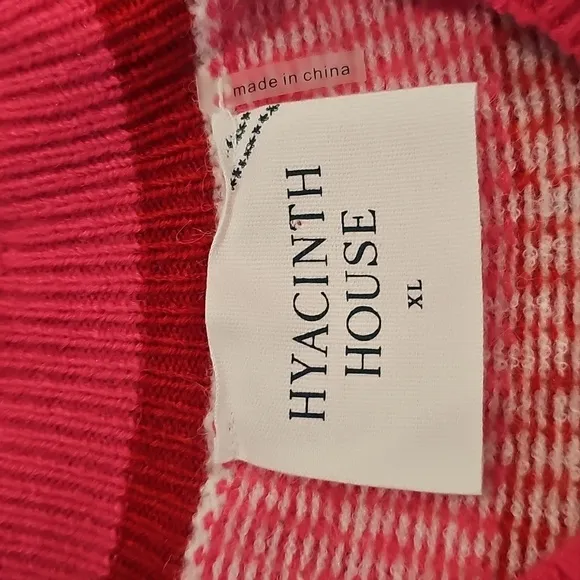 made in china
HYACINTH
HOUSE
XL